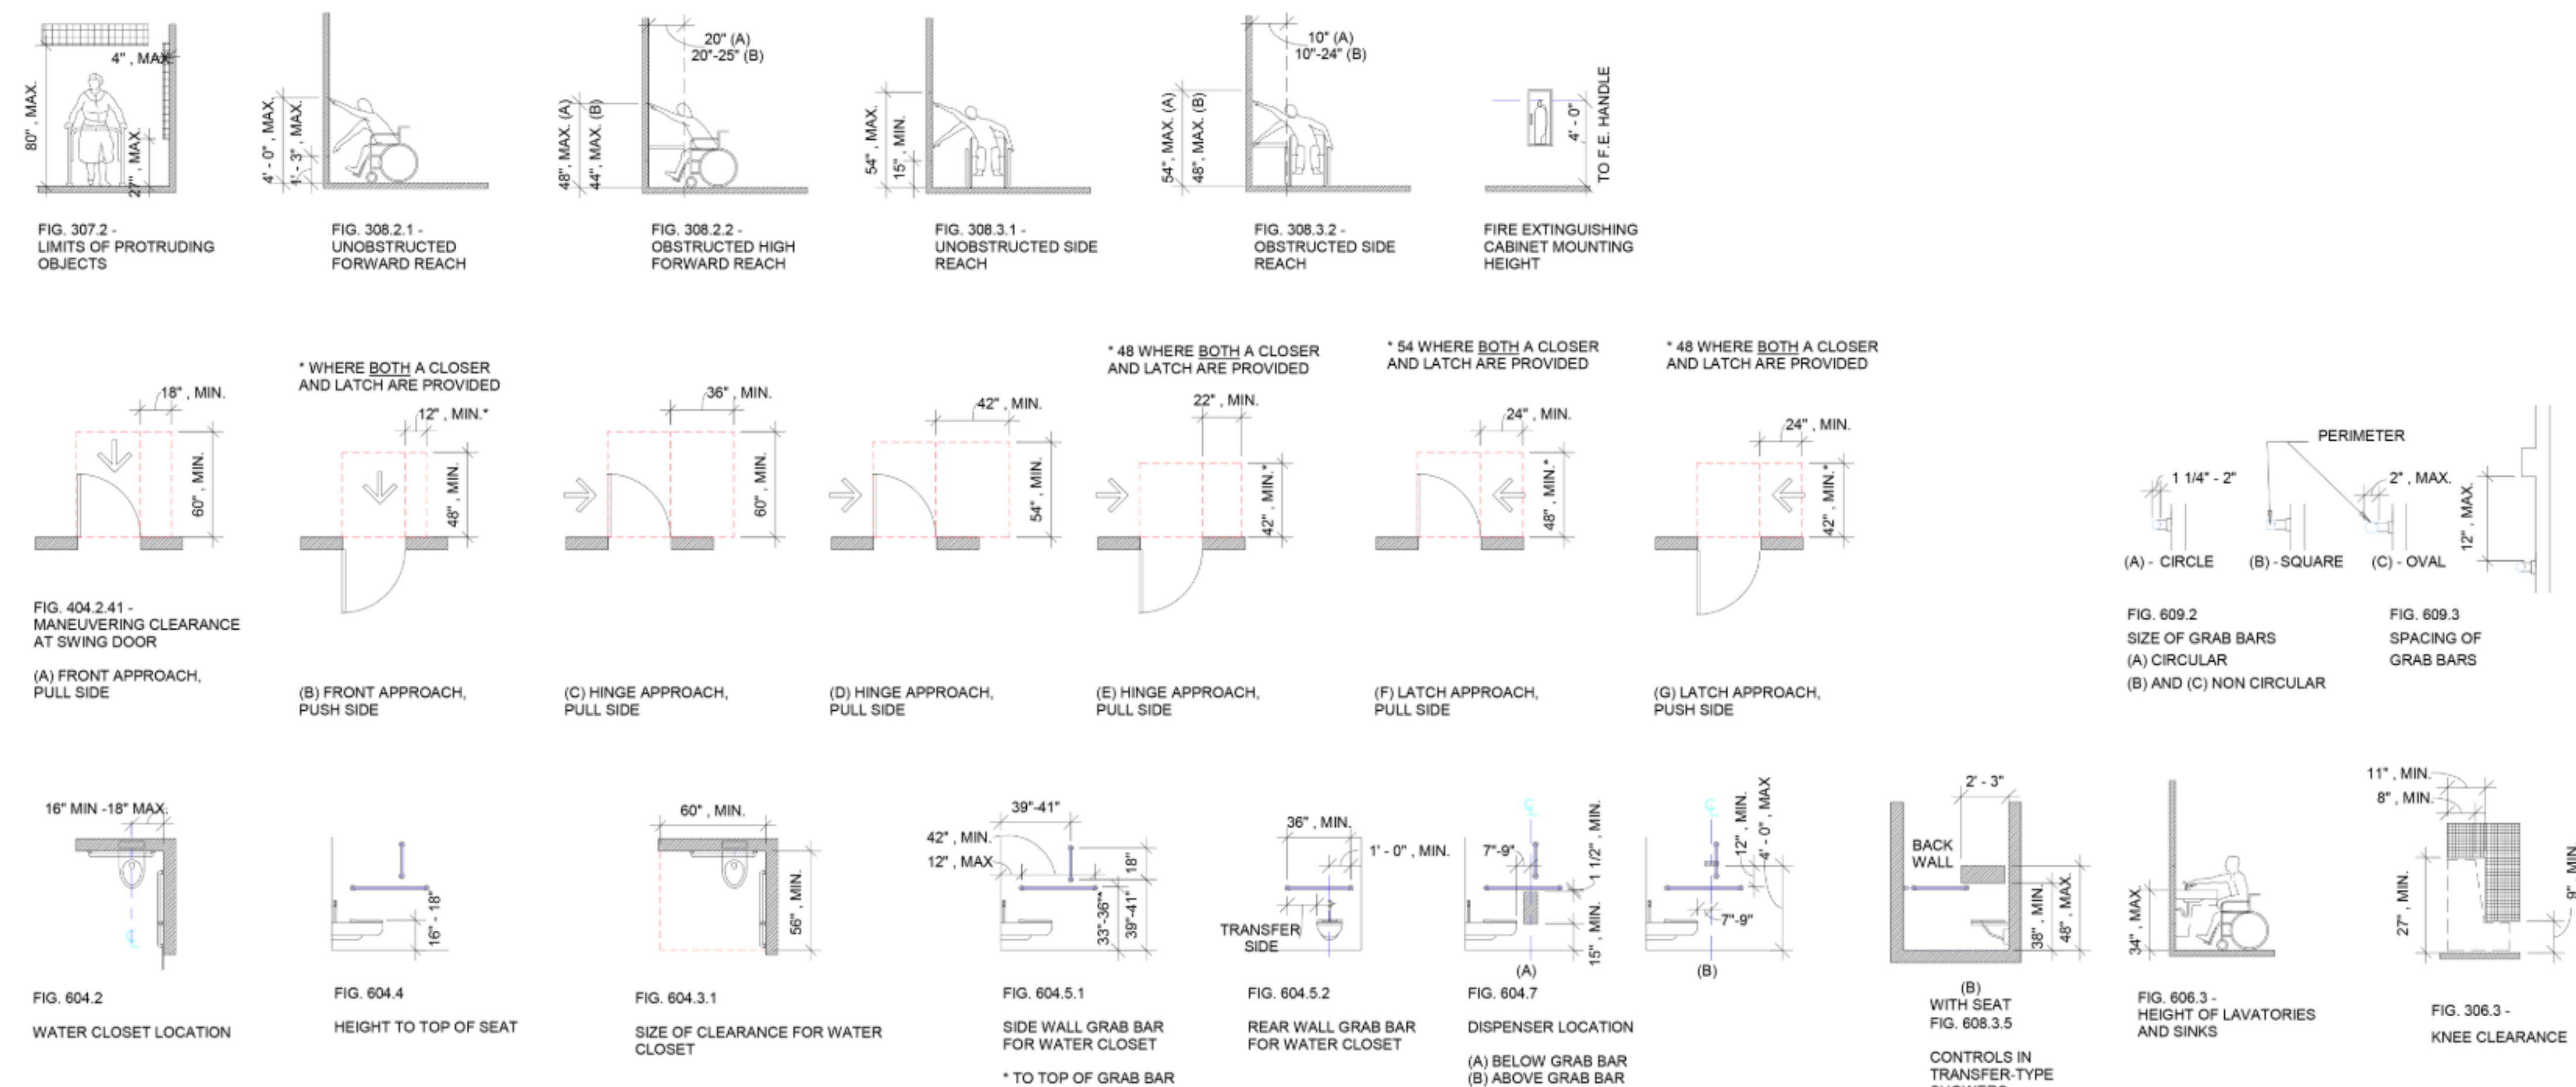 80", MAX.
4", MAX.
27", MAX.
FIG. 307.2 -
LIMITS OF PROTRUDING
OBJECTS
4' - 0", MAX.
1' - 3", MAX.
FIG. 308.2.1 -
UNOBSTRUCTED
FORWARD REACH
20" (A)
20"-25" (B)
48", MAX. (A)
44", MAX. (B)
FIG. 308.2.2 -
OBSTRUCTED HIGH
FORWARD REACH
54", MAX.
15", MIN.
FIG. 308.3.1 -
UNOBSTRUCTED SIDE
REACH
10" (A)
10"-24" (B)
54", MAX. (A)
48", MAX. (B)
FIG. 308.3.2 -
OBSTRUCTED SIDE
REACH
4' - 0"
TO F.E. HANDLE
FIRE EXTINGUISHING
CABINET MOUNTING
HEIGHT
18", MIN.
60", MIN.
FIG. 404.2.41 -
MANEUVERING CLEARANCE
AT SWING DOOR
(A) FRONT APPROACH,
PULL SIDE
* WHERE BOTH A CLOSER
AND LATCH ARE PROVIDED
12", MIN.*
48", MIN.
(B) FRONT APPROACH,
PUSH SIDE
36", MIN.
60", MIN.
(C) HINGE APPROACH,
PULL SIDE
42", MIN.
54", MIN.
(D) HINGE APPROACH,
PULL SIDE
* 48 WHERE BOTH A CLOSER
AND LATCH ARE PROVIDED
22", MIN.
42", MIN.*
(E) HINGE APPROACH,
PULL SIDE
* 54 WHERE BOTH A CLOSER
AND LATCH ARE PROVIDED
24", MIN.
48", MIN.*
(F) LATCH APPROACH,
PULL SIDE
* 48 WHERE BOTH A CLOSER
AND LATCH ARE PROVIDED
24", MIN.
42", MIN.*
(G) LATCH APPROACH,
PUSH SIDE
PERIMETER
1 1/4" - 2"
2", MAX.
12", MAX.
(A) - CIRCLE
(B) - SQUARE
(C) - OVAL
FIG. 609.2
SIZE OF GRAB BARS
(A) CIRCULAR
(B) AND (C) NON CIRCULAR
FIG. 609.3
SPACING OF
GRAB BARS
16" MIN -18" MAX.
FIG. 604.2
WATER CLOSET LOCATION
16" - 18"
FIG. 604.4
HEIGHT TO TOP OF SEAT
60", MIN.
56", MIN.
FIG. 604.3.1
SIZE OF CLEARANCE FOR WATER
CLOSET
39"-41"
42", MIN.
12", MAX
18"
33"-36"*
39"-41"
FIG. 604.5.1
SIDE WALL GRAB BAR
FOR WATER CLOSET
* TO TOP OF GRAB BAR
36", MIN.
1' - 0", MIN.
TRANSFER
SIDE
FIG. 604.5.2
REAR WALL GRAB BAR
FOR WATER CLOSET
7"-9"
1 1/2", MIN.
15", MIN.
(A)
12", MIN.
4' - 0", MAX
7"-9"
(B)
FIG. 604.7
DISPENSER LOCATION
(A) BELOW GRAB BAR
(B) ABOVE GRAB BAR
2' - 3"
BACK
WALL
38", MIN.
48", MAX.
(B)
WITH SEAT
FIG. 608.3.5
CONTROLS IN
TRANSFER-TYPE
34", MAX.
FIG. 606.3 -
HEIGHT OF LAVATORIES
AND SINKS
11", MIN.
8", MIN.
27", MIN.
9", MIN.
FIG. 306.3 -
KNEE CLEARANCE